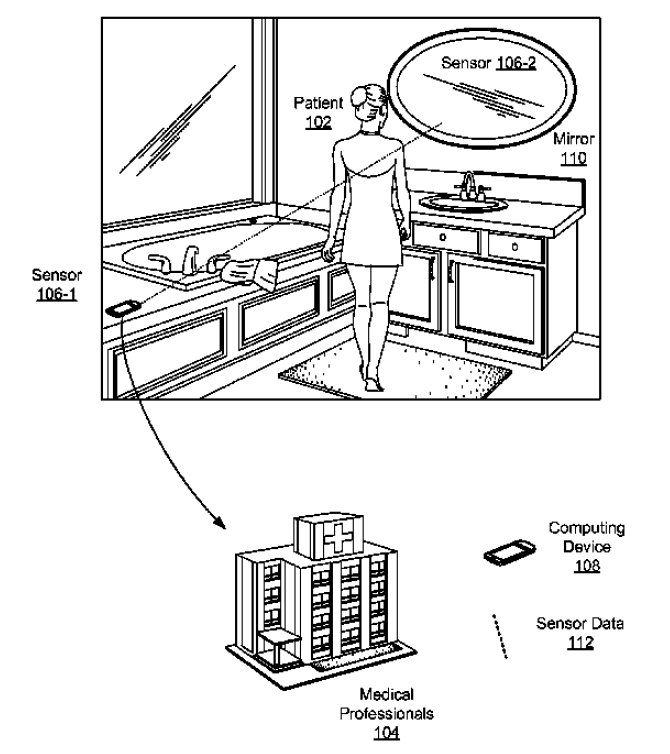 Sensor 106-2
Patient
102
Mirror
110
Sensor
106-1
Computing
Device
108
Sensor Data
112
Medical
Professionals
104